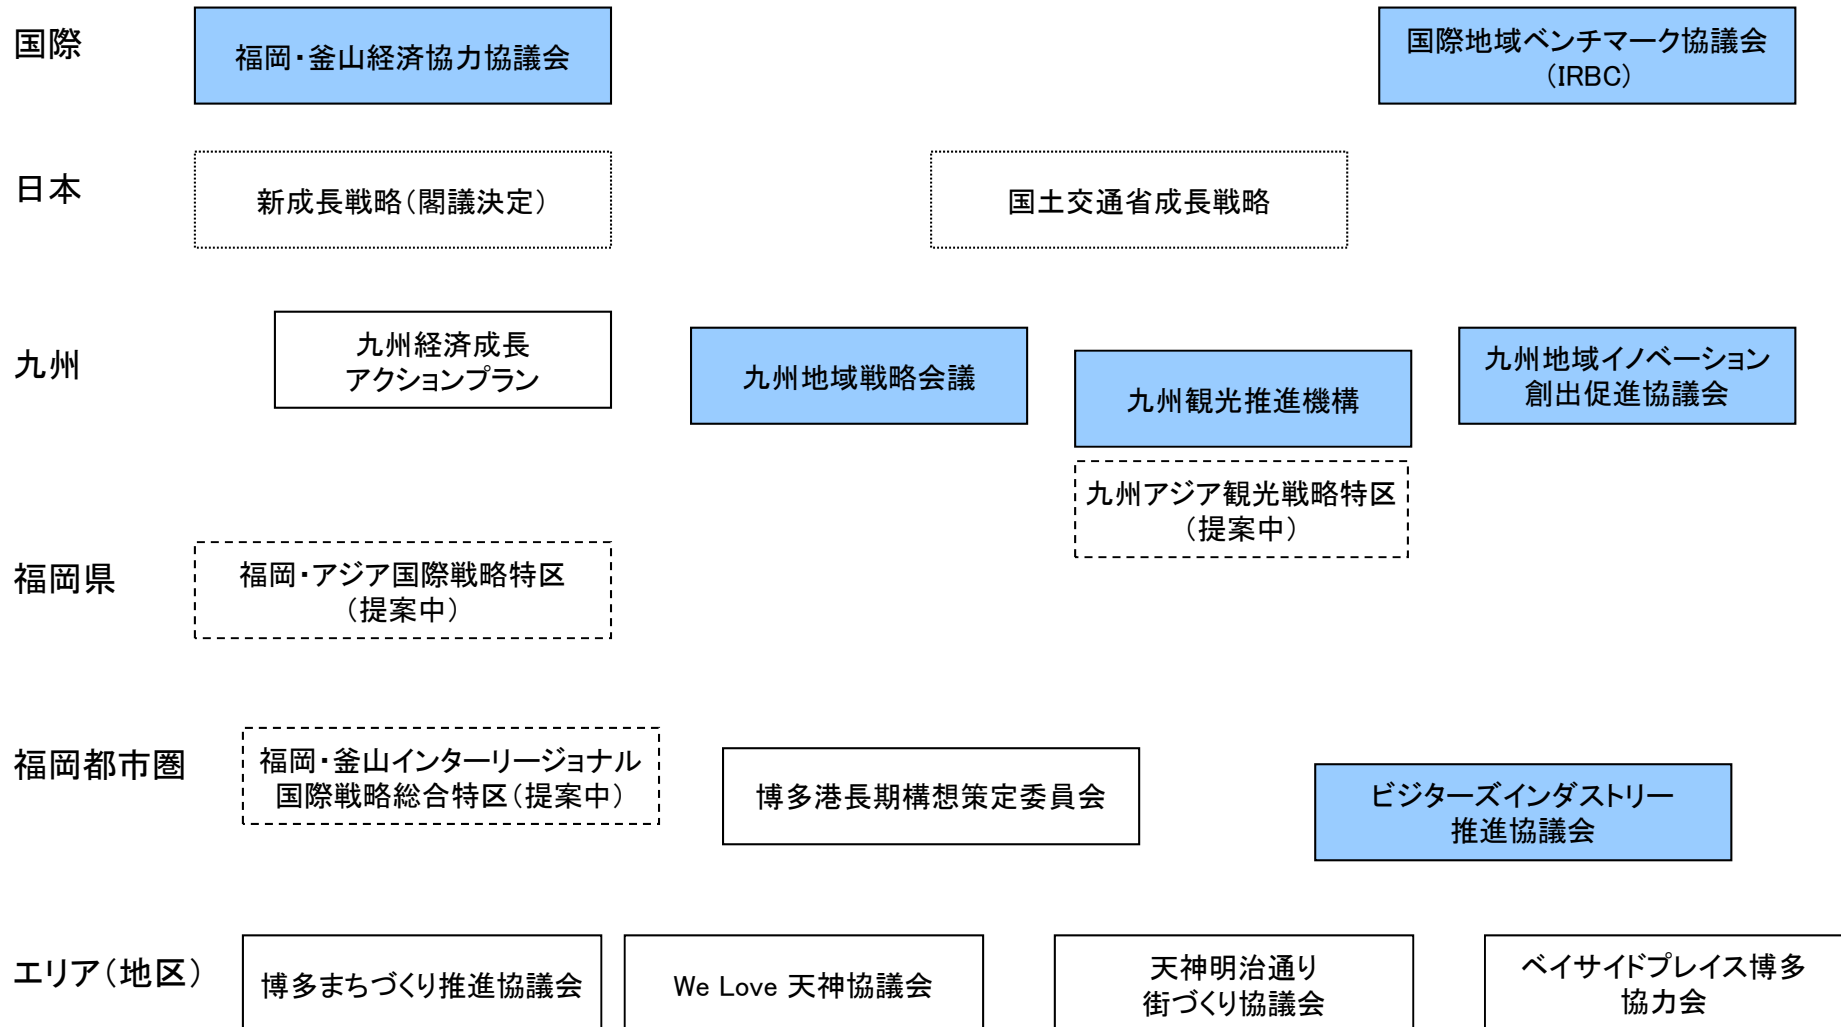 国際
福岡・釜山経済協力協議会
国際地域ベンチマーク協議会
(IRBC)
日本
新成長戦略(閣議決定)
国土交通省成長戦略
九州
九州経済成長
アクションプラン
九州地域戦略会議
九州観光推進機構
九州地域イノベーション
創出促進協議会
九州アジア観光戦略特区
(提案中)
福岡県
福岡・アジア国際戦略特区
(提案中)
福岡都市圏
福岡・釜山インターリージョナル
国際戦略総合特区(提案中)
博多港長期構想策定委員会
ビジターズインダストリー
推進協議会
エリア(地区)
博多まちづくり推進協議会
We Love 天神協議会
天神明治通り
街づくり協議会
ベイサイドプレイス博多
協力会